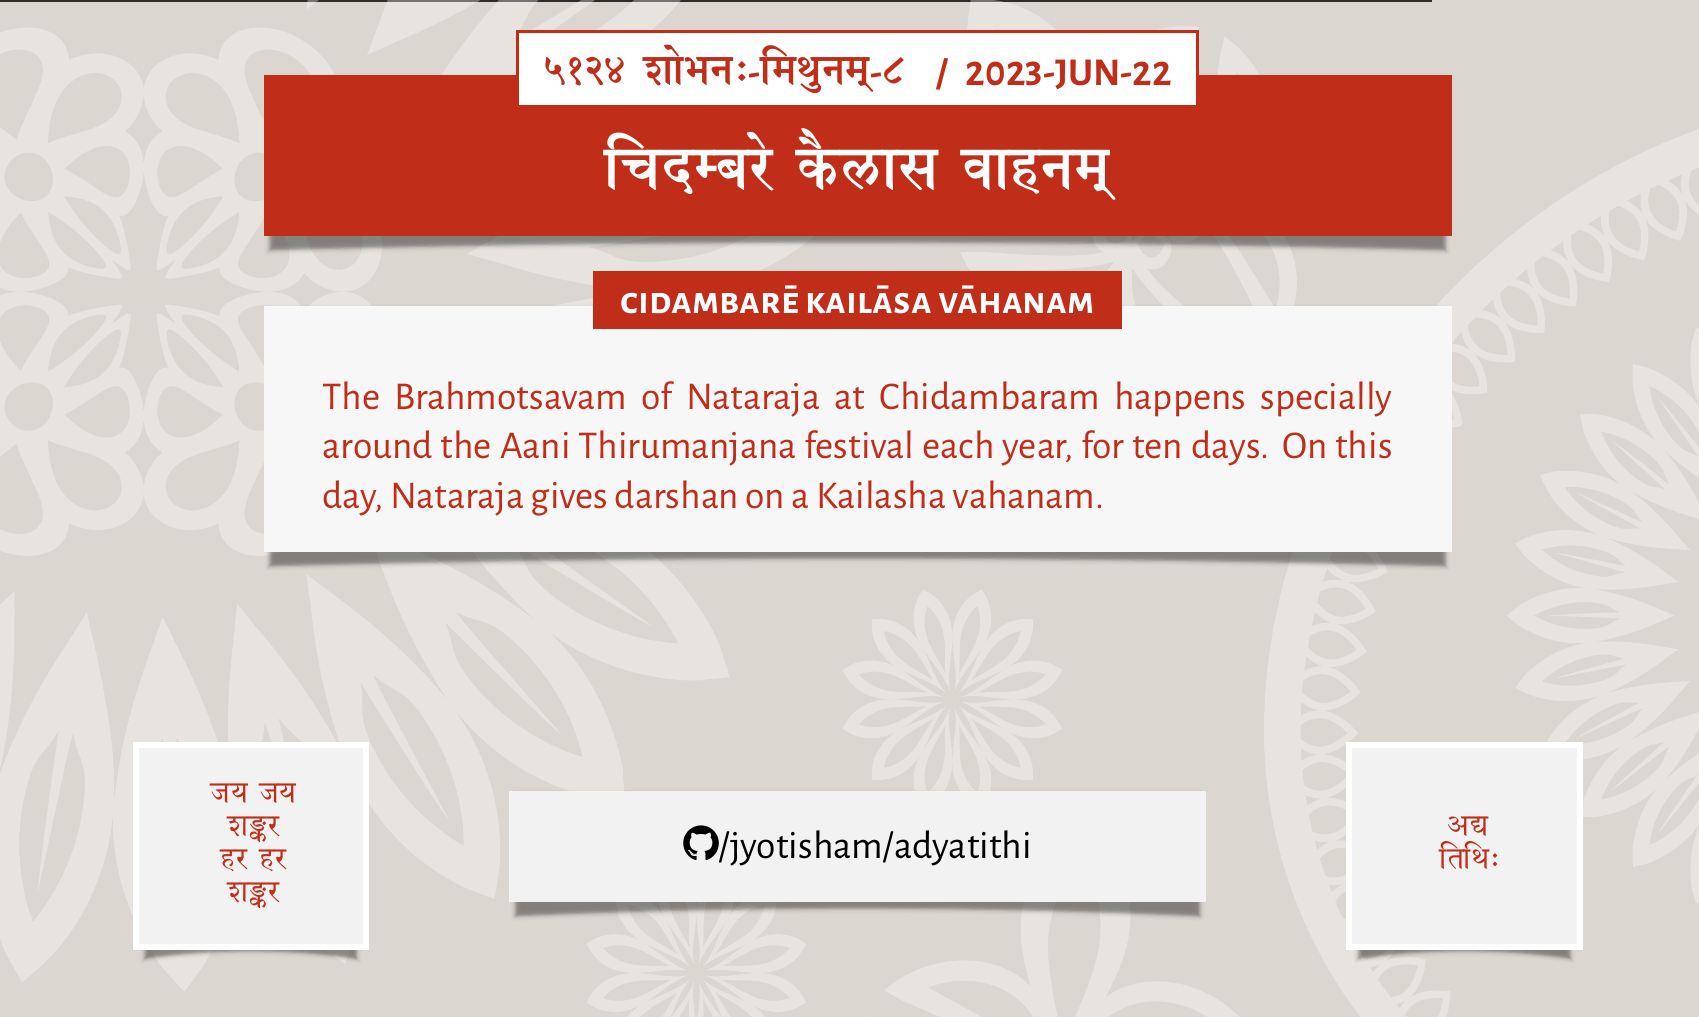 ५१२४ शोभनः-मिथुनम्-८ / 2023-JUN-22
चिदम्बरे कैलास वाहनम्
CIDAMBARĒ KAILĀSA VĀHANAM
The Brahmotsavam of Nataraja at Chidambaram happens specially
around the Aani Thirumanjana festival each year, for ten days. On this
day, Nataraja gives darshan on a Kailasha vahanam.
जय जय
शङ्कर
हर हर
शङ्कर
/jyotisham/adyatithi
अद्य
तिथिः